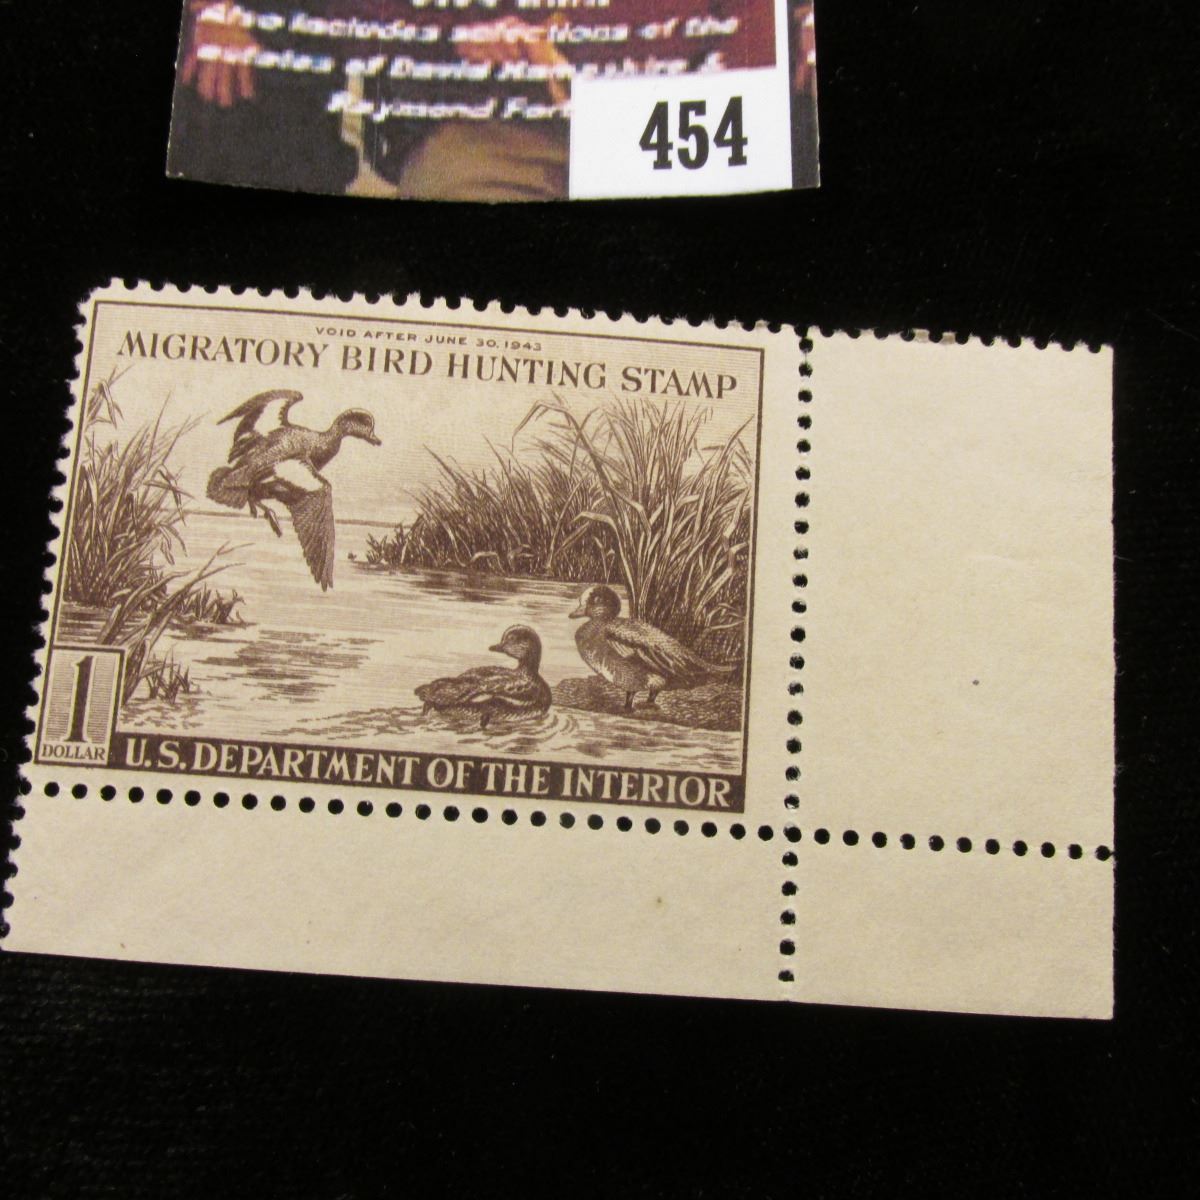 Also includes selections of the
estates of David Hampshire &
Raymond
454
VOID AFTER JUNE 30, 1943
MIGRATORY BIRD HUNTING STAMP
1
DOLLAR
U.S. DEPARTMENT OF THE INTERIOR